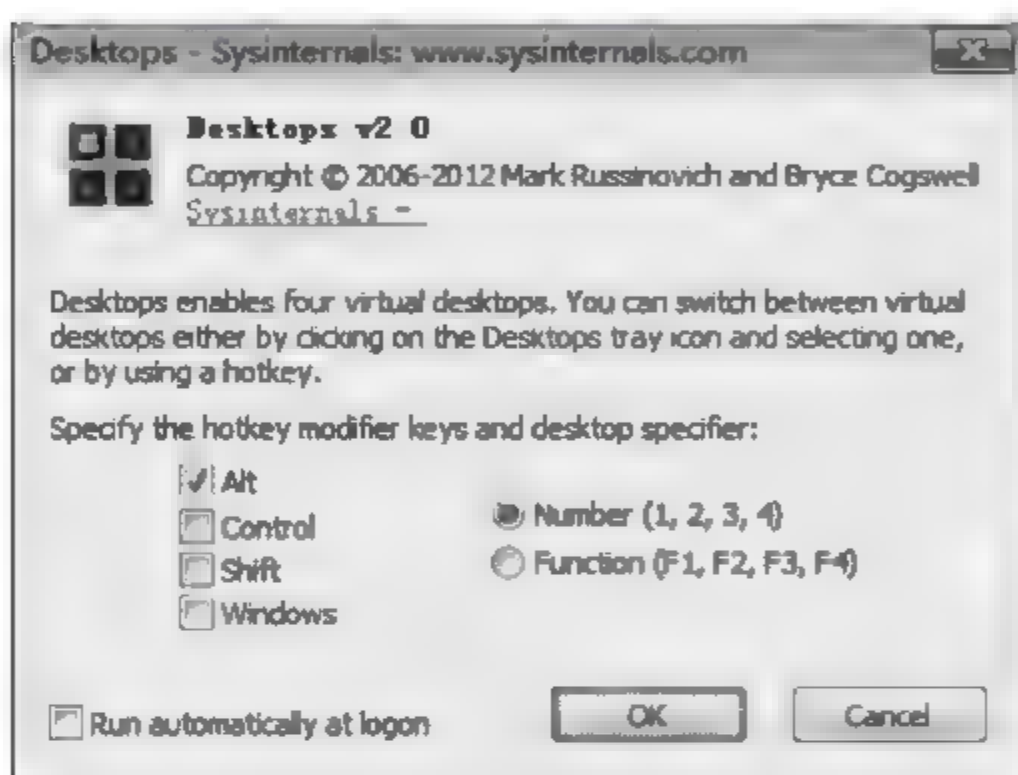 Desktops - Sysinternals: www.sysinternals.com
Desktops v2 0
Copyright © 2006-2012 Mark Russinovich and Bryce Cogswell
Sysinternals -
Desktops enables four virtual desktops. You can switch between virtual
desktops either by clicking on the Desktops tray icon and selecting one,
or by using a hotkey.
Specify the hotkey modifier keys and desktop specifier:
Alt
Control
Shift
Windows
Number (1, 2, 3, 4)
Function (F1, F2, F3, F4)
Run automatically at logon
OK
Cancel